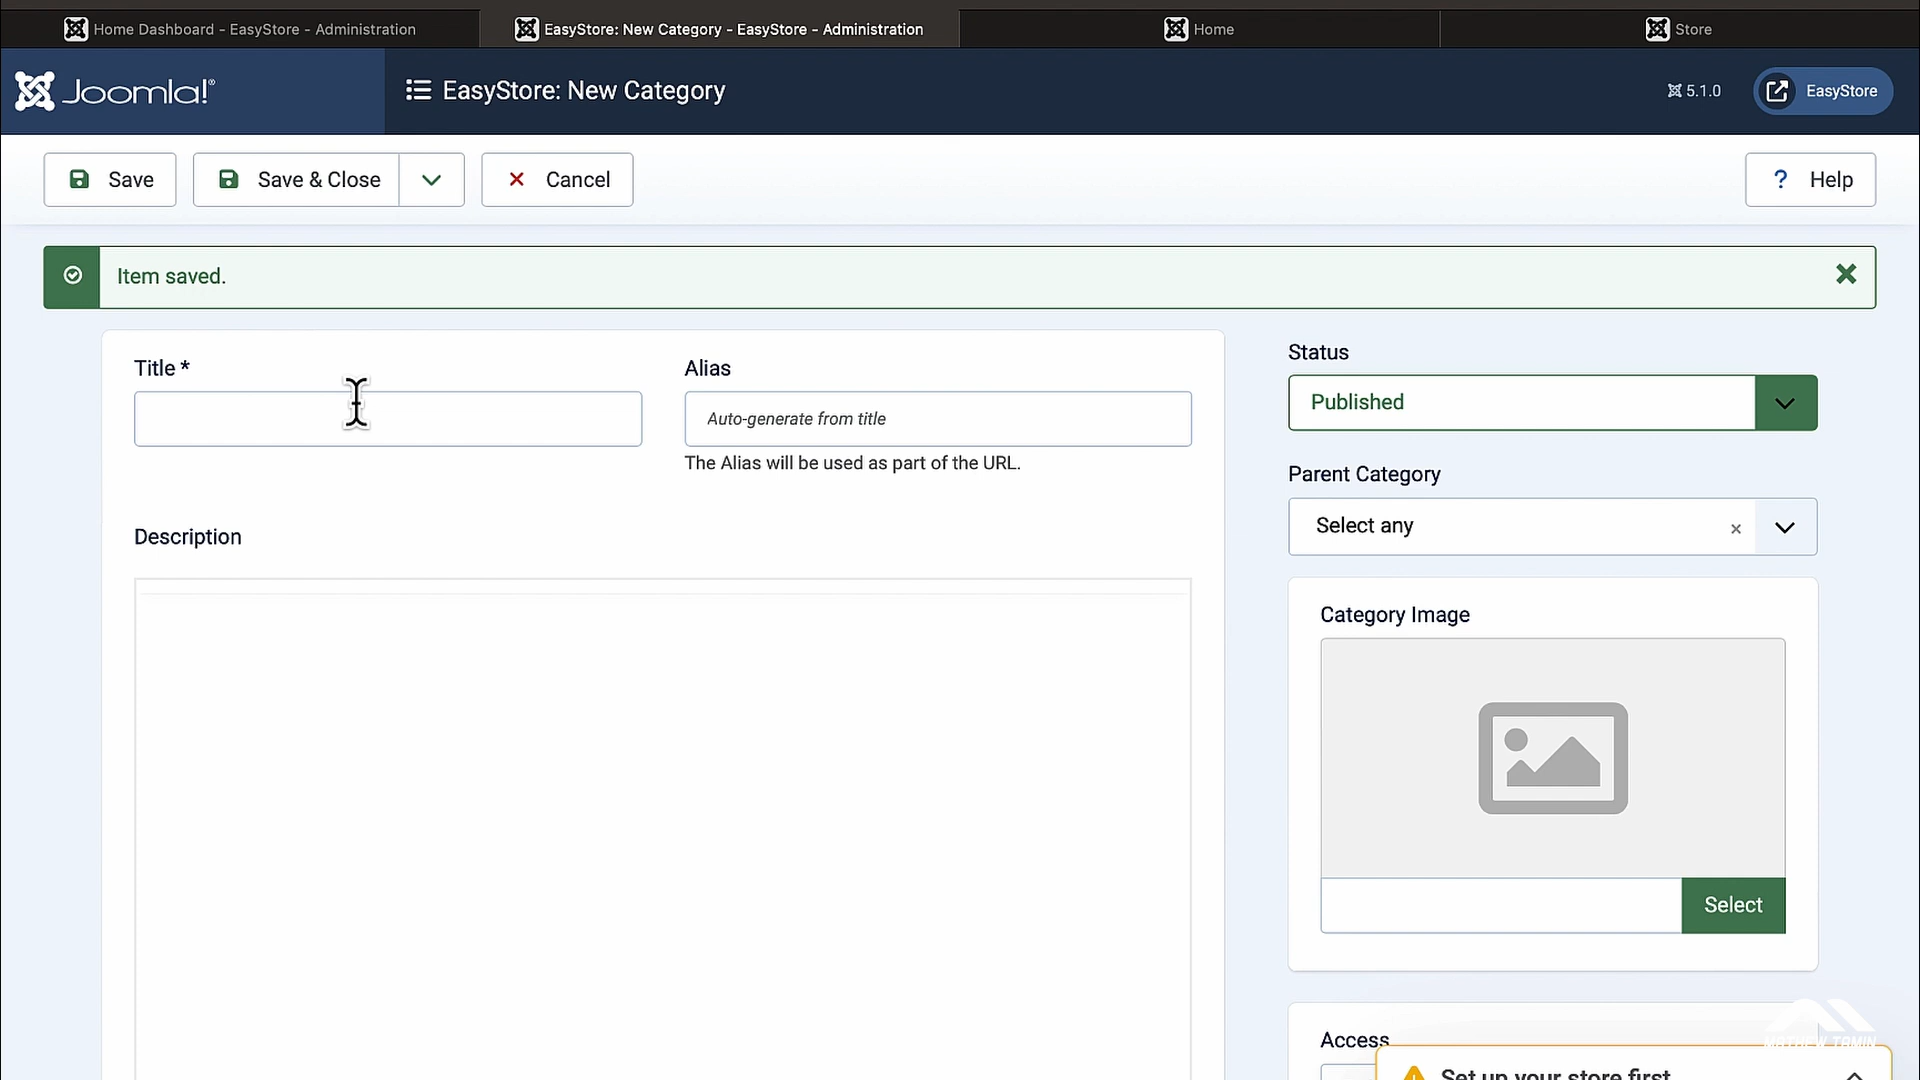 Home Dashboard - EasyStore - Administration
EasyStore: New Category - EasyStore - Administration
Home
Store
Joomla!®
EasyStore: New Category
5.1.0
EasyStore
Save
Save & Close
Cancel
? Help
Item saved.
Title *
Alias
Auto-generate from title
The Alias will be used as part of the URL.
Description
Status
Published
Parent Category
Select any
Category Image
Select
Access
Set up your store first